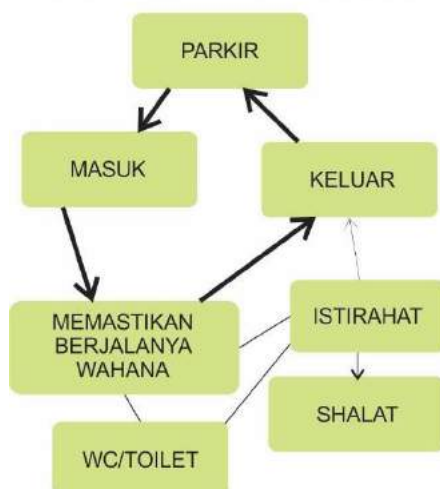 PARKIR
MASUK
KELUAR
MEMASTIKAN
BERJALANYA
WAHANA
ISTIRAHAT
SHALAT
WC/TOILET